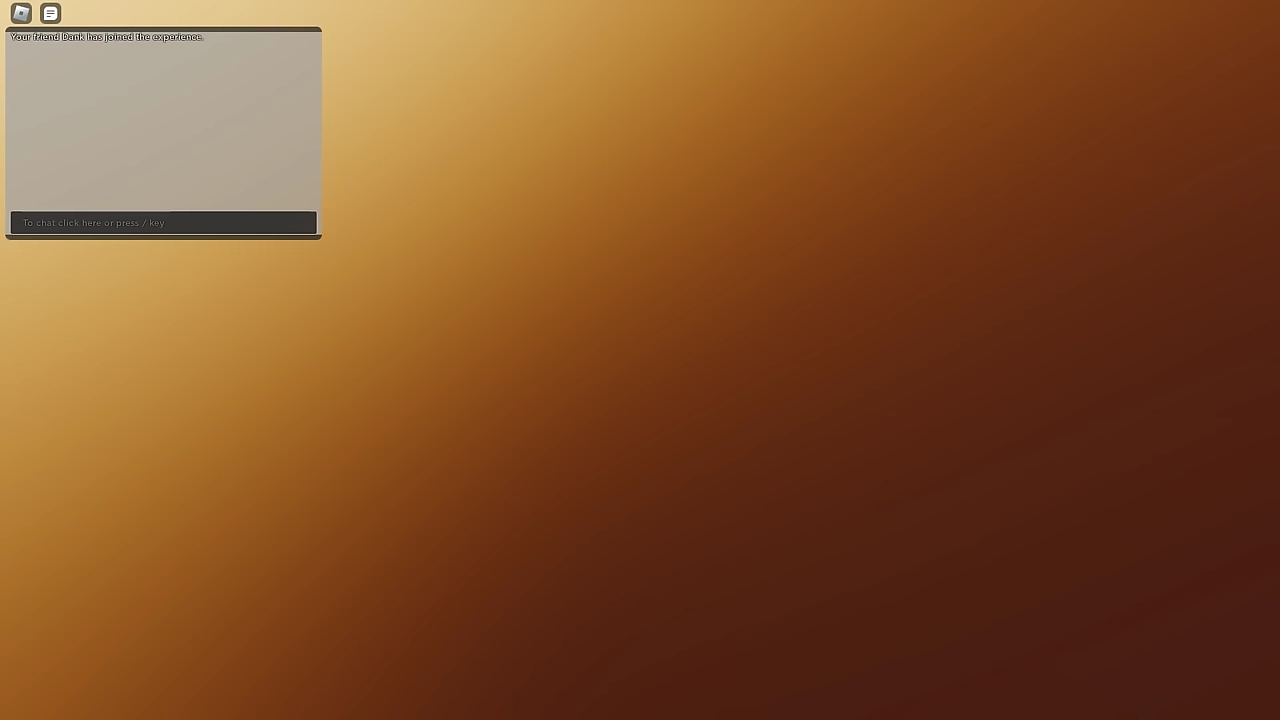 Your friend Dank has joined the experience.
To chat click here or press / key